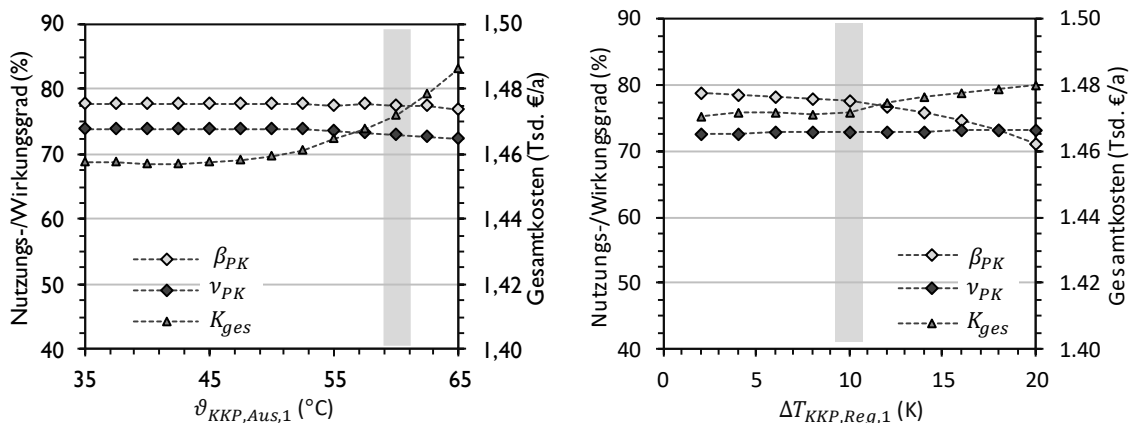 Nutzungs-/Wirkungsgrad (%)
90
80
70
60
50
40
β_PK
ν_PK
K_ges
1,50
1,48
1,46
1,44
1,42
1,40
Gesamtkosten (Tsd. €/a)
35 45 55 65
ϑ_KKP,Aus,1 (°C)
Nutzungs-/Wirkungsgrad (%)
90
80
70
60
50
40
β_PK
ν_PK
K_ges
1.50
1.48
1.46
1.44
1.42
1.40
Gesamtkosten (Tsd. €/a)
0 5 10 15 20
ΔT_KKP,Reg,1 (K)